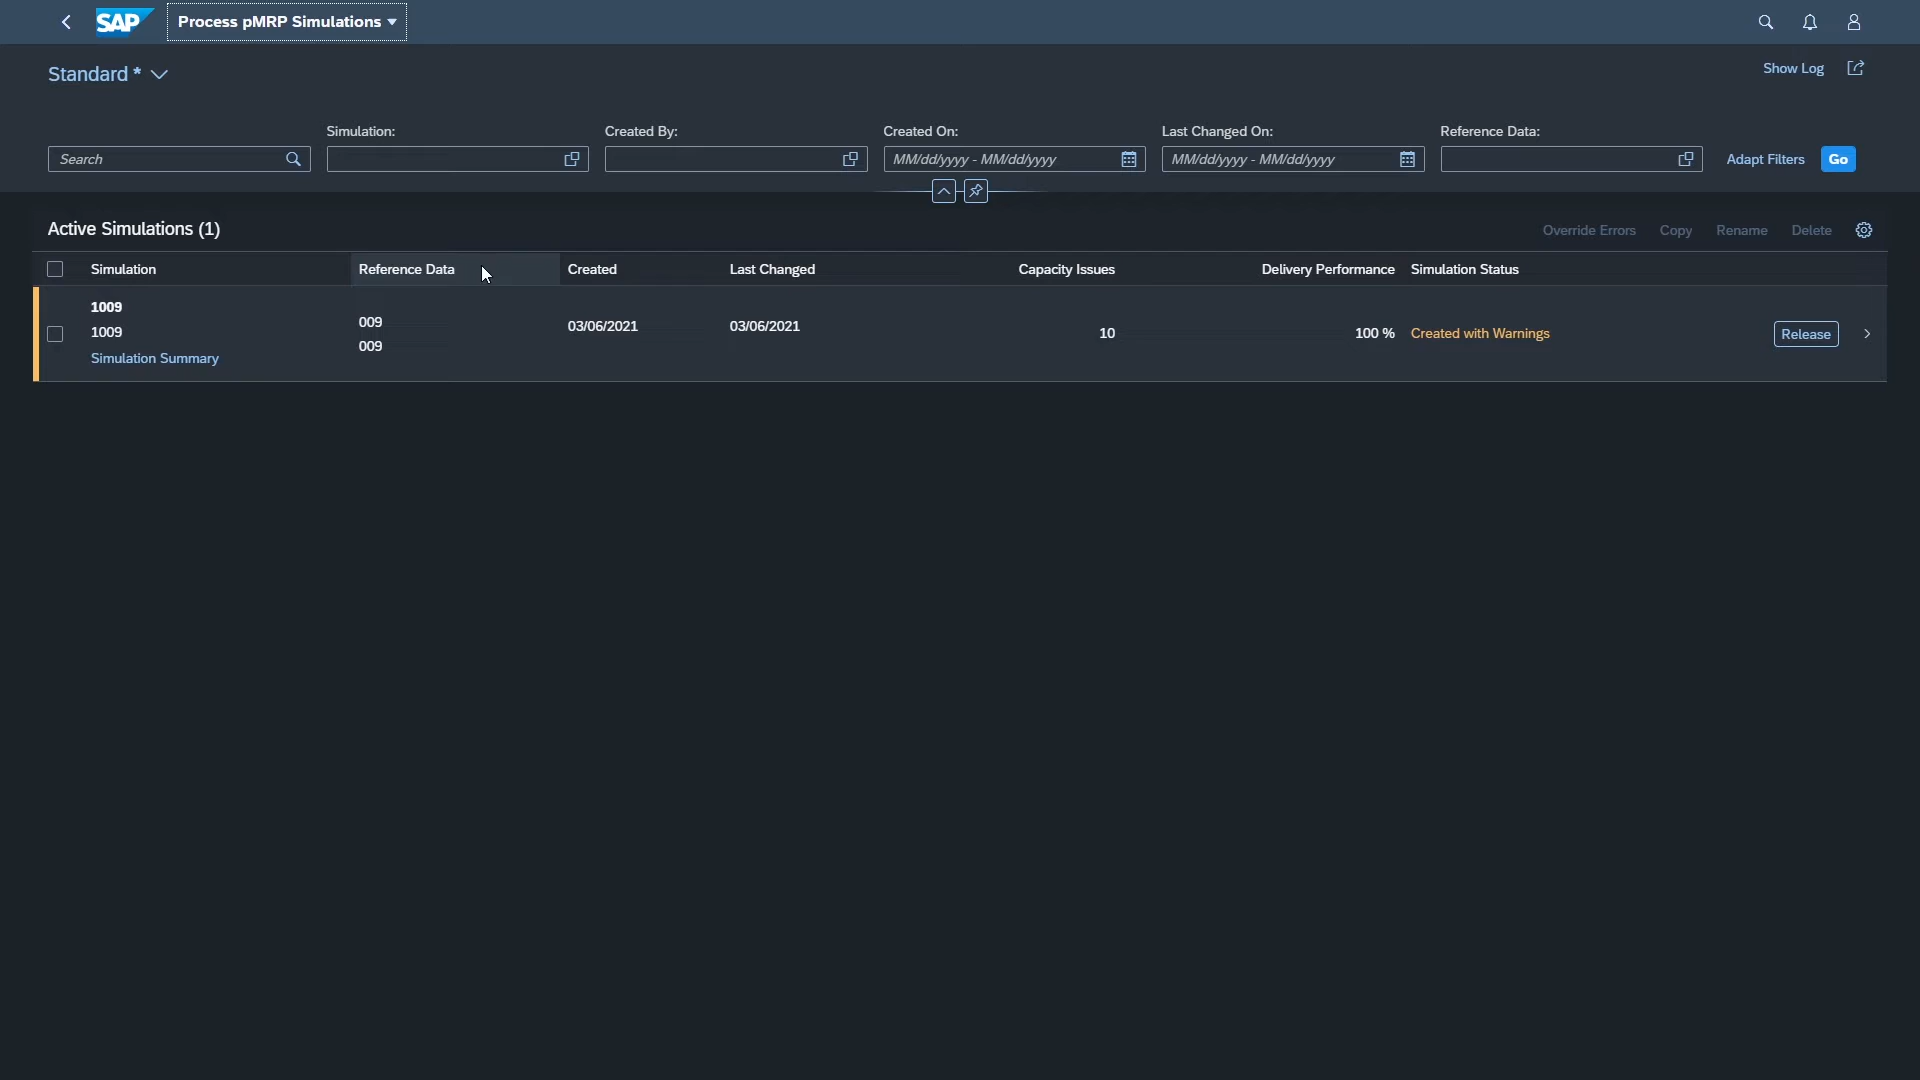 SAP Process pMRP Simulations
Standard *
Show Log
Simulation: Created By: Created On: Last Changed On: Reference Data:
Search MM/dd/yyyy - MM/dd/yyyy MM/dd/yyyy - MM/dd/yyyy Adapt Filters Go
Active Simulations (1) Override Errors Copy Rename Delete
Simulation Reference Data Created Last Changed Capacity Issues Delivery Performance Simulation Status
1009
1009
Simulation Summary
009
009
03/06/2021 03/06/2021 10 100 % Created with Warnings Release